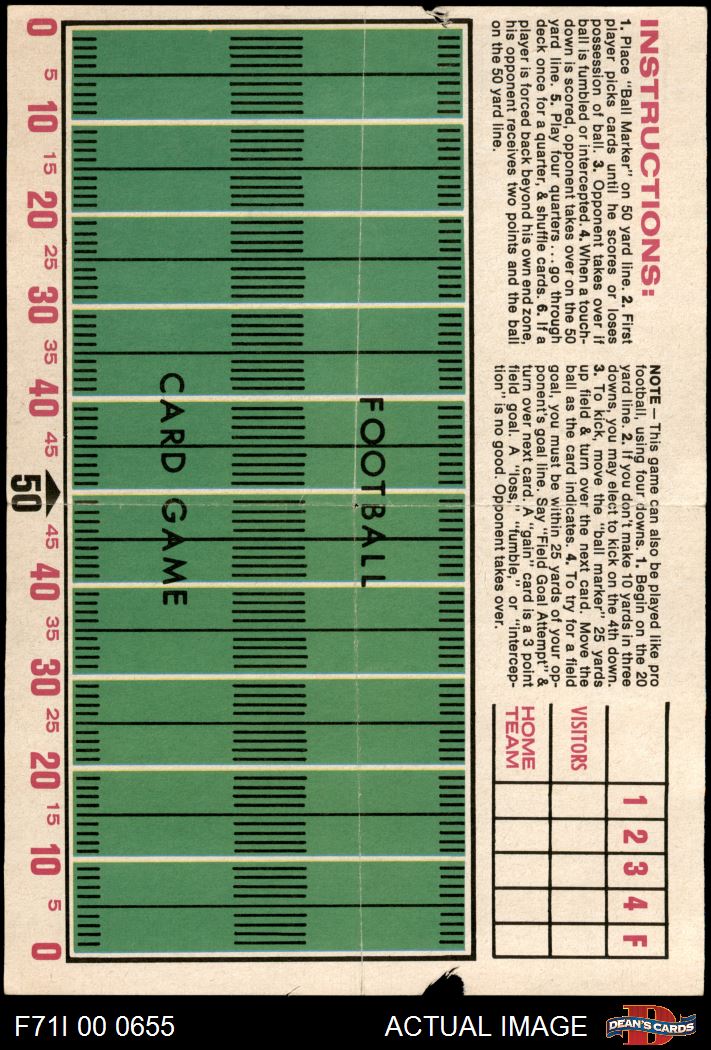 INSTRUCTIONS:
1. Place "Ball Marker" on 50 yard line. 2. First
player picks cards until he scores or loses
possession of ball. 3. Opponent takes over if
ball is fumbled or intercepted. 4. When a touch-
down is scored, opponent takes over on the 50
yard line. 5. Play four quarters...go through
deck once for a quarter, & shuffle cards. 6. If a
player is forced back beyond his own end zone,
his opponent receives two points and the ball
on the 50 yard line.
NOTE — This game can also be played like pro
football, using four downs. 1. Begin on the 20
yard line. 2. If you don't make 10 yards in three
downs, you may elect to kick on the 4th down.
3. To kick, move the "ball marker" 25 yards
up field & turn over the next card. Move the
ball as the card indicates. 4. To try for a field
goal, you must be within 25 yards of your op-
ponent's goal line. Say "Field Goal Attempt" &
turn over next card. A "gain" card is a 3 point
field goal. A "loss," "fumble," or "intercep-
tion" is no good. Opponent takes over.
1 2 3 4 F
VISITORS
HOME
TEAM
FOOTBALL
CARD GAME
0 5 10 15 20 25 30 35 40 45 50 45 40 35 30 25 20 15 10 5 0
F71I 00 0655
ACTUAL IMAGE
D
DEAN'S CARDS